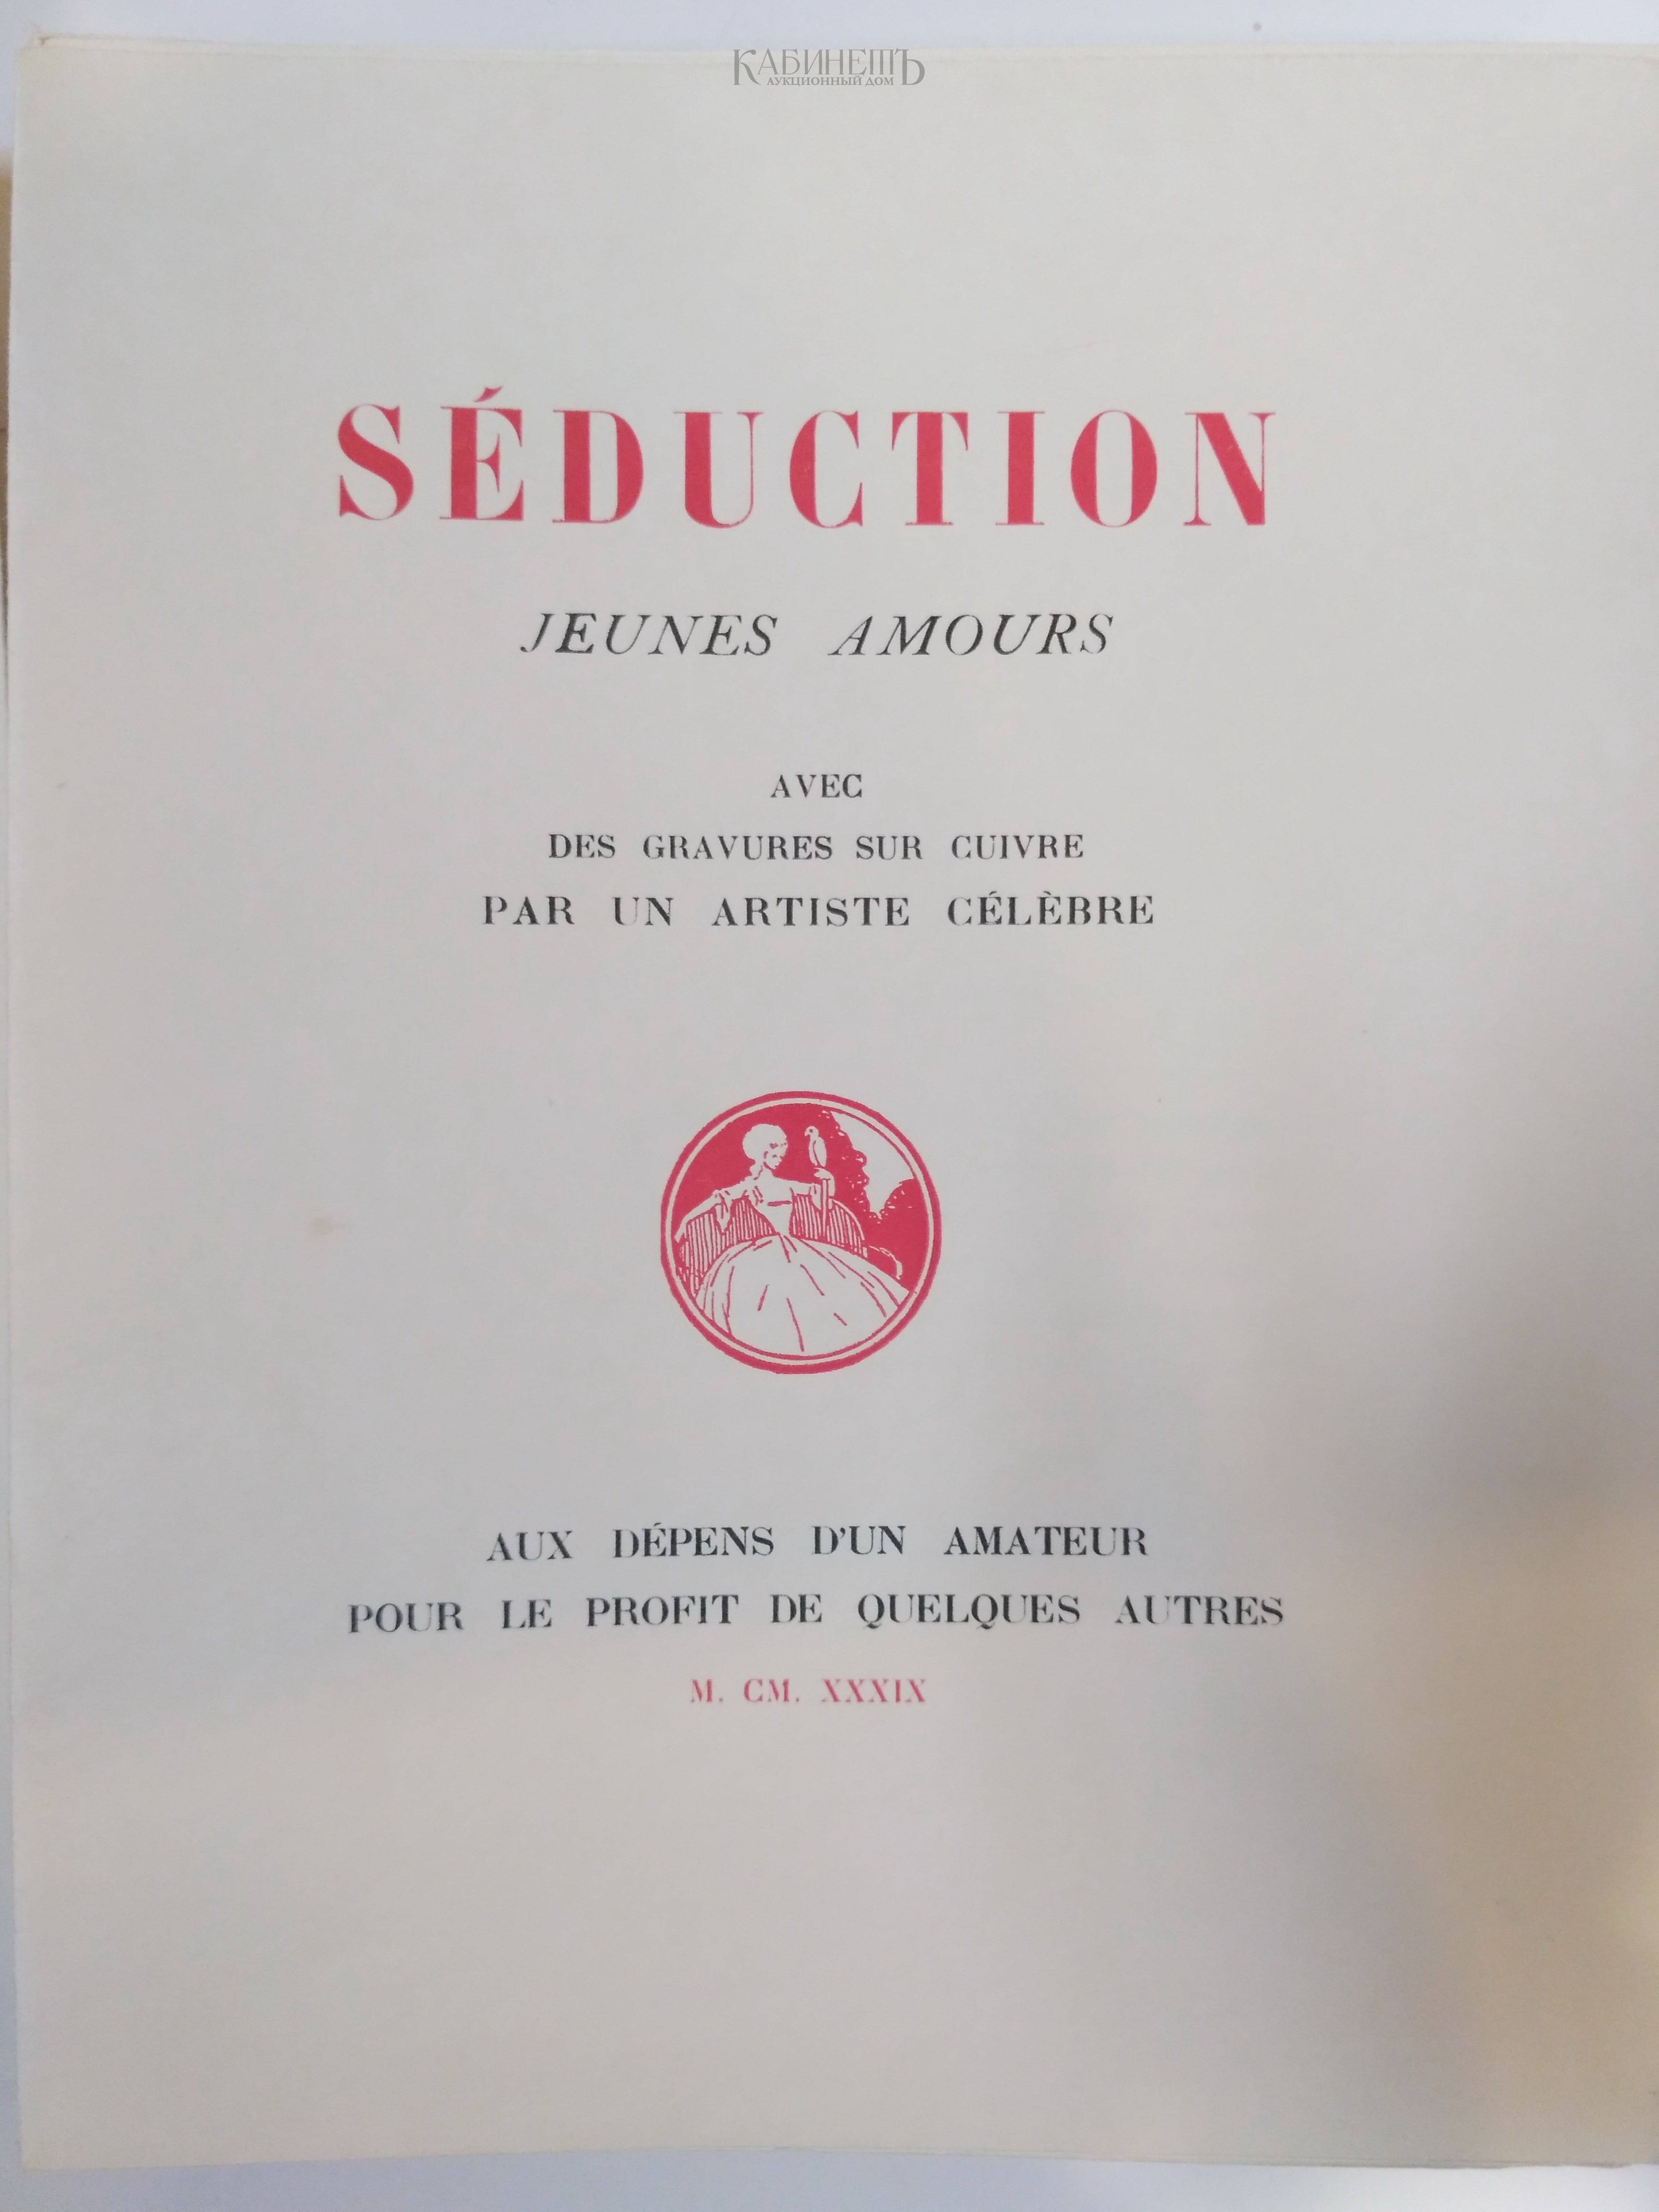 КАБИНЕТЪ
АУКЦИОННЫЙ ДОМ
SÉDUCTION
JEUNES AMOURS
AVEC
DES GRAVURES SUR CUIVRE
PAR UN ARTISTE CÉLÈBRE
AUX DÉPENS D'UN AMATEUR
POUR LE PROFIT DE QUELQUES AUTRES
M. CM. XXXIX